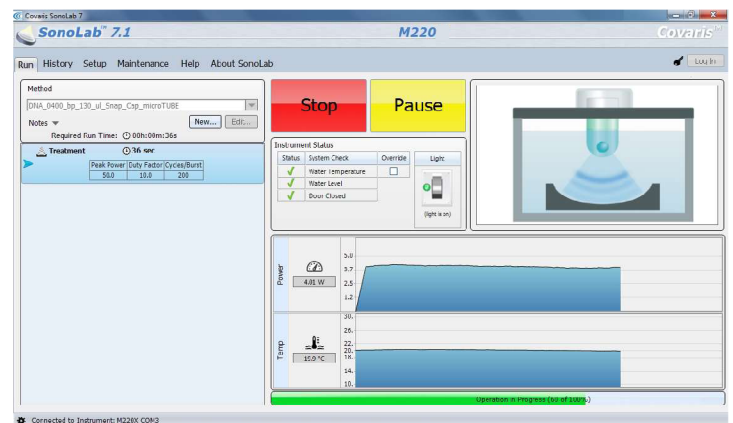 Covaris SonoLab 7
SonoLab™ 7.1
M220
Covaris
Run History Setup Maintenance Help About SonoLab
Log In
Method
DNA_0400_bp_130_ul_Snap_Cap_microTUBE
Notes
New... Edit...
Required Run Time: 00h:00m:36s
Treatment 36 sec
Peak Power Duty Factor Cycles/Burst
50.0 10.0 200
Stop
Pause
Instrument Status
Status System Check Override Light
Water Temperature
Water Level
Door Closed
(light is on)
Power
4.01 W
5.0
3.7
2.5
1.2
Temp
30.
26.
22.
20.
18.
14.
10.
Operation in Progress (60 of 100%)
Connected to Instrument: M220X COM3